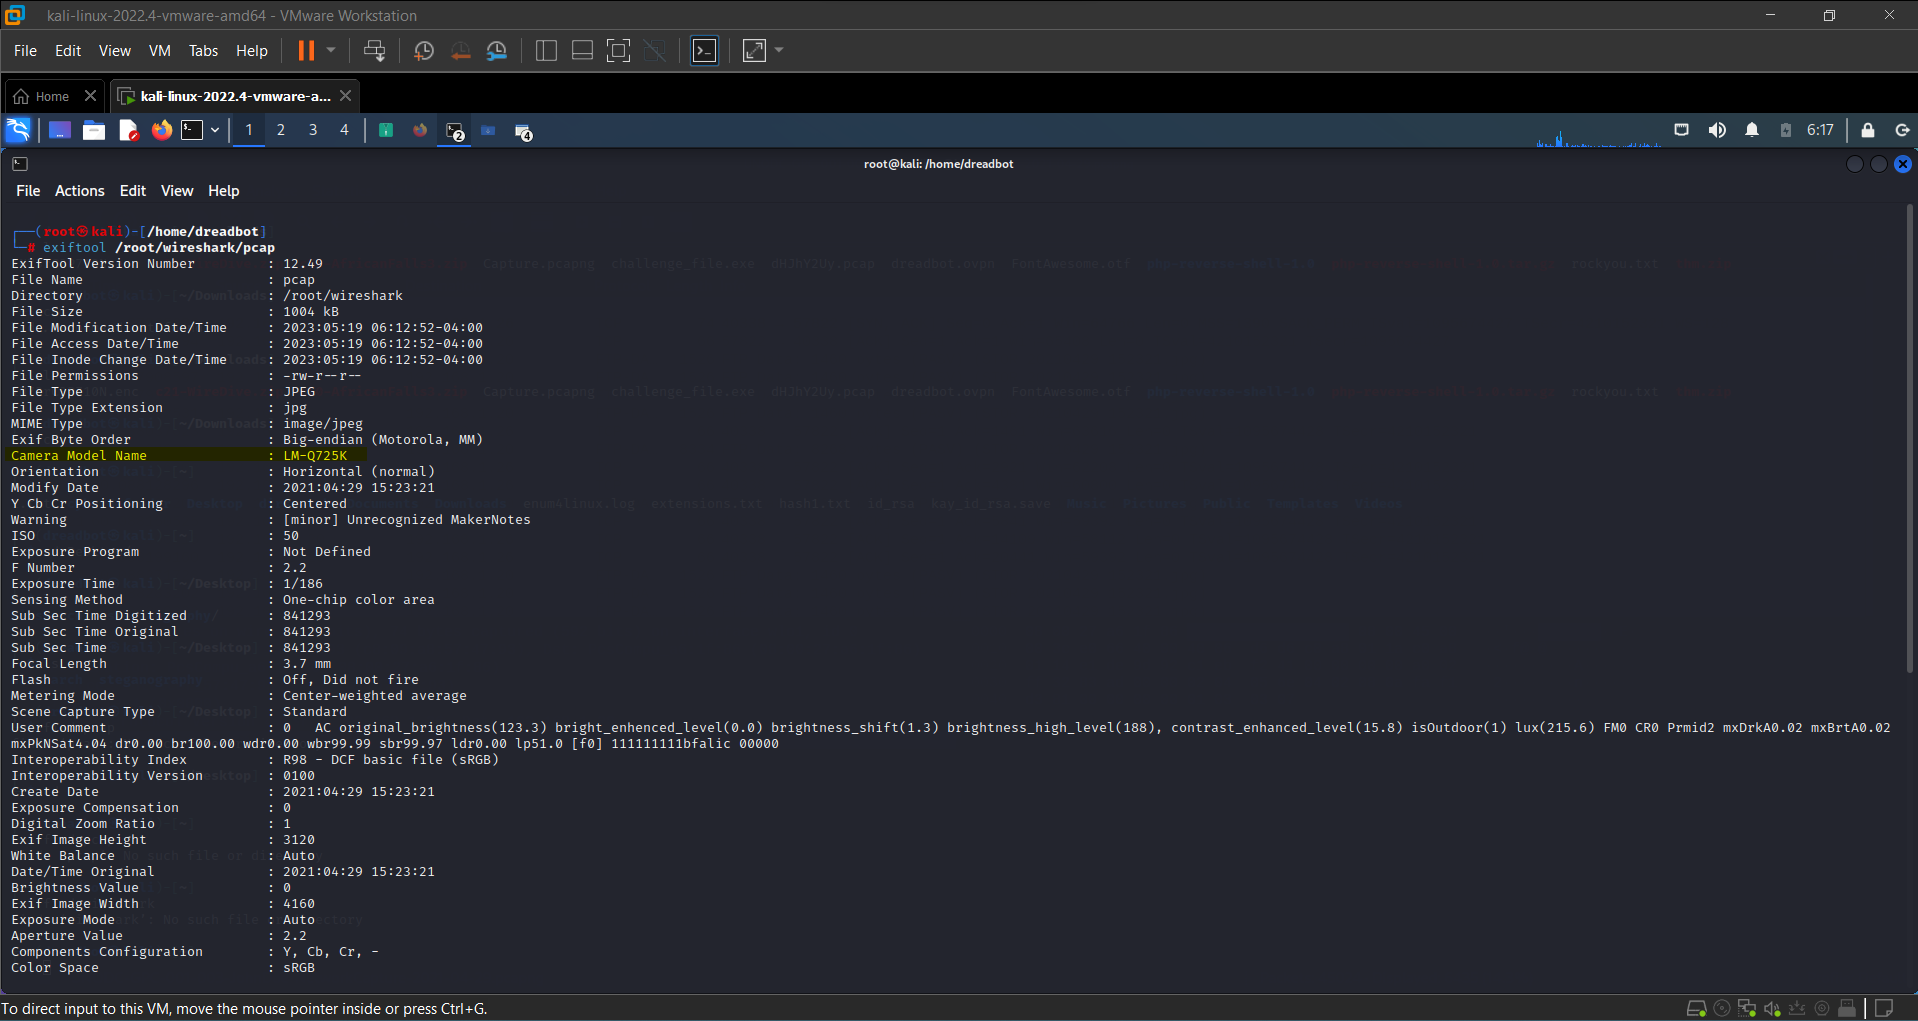 kali-linux-2022.4-vmware-amd64 - VMware Workstation
File Edit View VM Tabs Help
Home kali-linux-2022.4-vmware-a...
1 2 3 4 2 4 6:17
root@kali: /home/dreadbot
File Actions Edit View Help
┌──(root㉿kali)-[/home/dreadbot]
└─# exiftool /root/wireshark/pcap
ExifTool Version Number : 12.49
File Name : pcap
Directory : /root/wireshark
File Size : 1004 kB
File Modification Date/Time : 2023:05:19 06:12:52-04:00
File Access Date/Time : 2023:05:19 06:12:52-04:00
File Inode Change Date/Time : 2023:05:19 06:12:52-04:00
File Permissions : -rw-r--r--
File Type : JPEG
File Type Extension : jpg
MIME Type : image/jpeg
Exif Byte Order : Big-endian (Motorola, MM)
Camera Model Name : LM-Q725K
Orientation : Horizontal (normal)
Modify Date : 2021:04:29 15:23:21
Y Cb Cr Positioning : Centered
Warning : [minor] Unrecognized MakerNotes
ISO : 50
Exposure Program : Not Defined
F Number : 2.2
Exposure Time : 1/186
Sensing Method : One-chip color area
Sub Sec Time Digitized : 841293
Sub Sec Time Original : 841293
Sub Sec Time : 841293
Focal Length : 3.7 mm
Flash : Off, Did not fire
Metering Mode : Center-weighted average
Scene Capture Type : Standard
User Comment : 0 AC original_brightness(123.3) bright_enhenced_level(0.0) brightness_shift(1.3) brightness_high_level(188), contrast_enhanced_level(15.8) isOutdoor(1) lux(215.6) FM0 CR0 Prmid2 mxDrkA0.02 mxBrtA0.02
mxPkNSat4.04 dr0.00 br100.00 wdr0.00 wbr99.99 sbr99.97 ldr0.00 lp51.0 [f0] 111111111bfalic 00000
Interoperability Index : R98 - DCF basic file (sRGB)
Interoperability Version : 0100
Create Date : 2021:04:29 15:23:21
Exposure Compensation : 0
Digital Zoom Ratio : 1
Exif Image Height : 3120
White Balance : Auto
Date/Time Original : 2021:04:29 15:23:21
Brightness Value : 0
Exif Image Width : 4160
Exposure Mode : Auto
Aperture Value : 2.2
Components Configuration : Y, Cb, Cr, -
Color Space : sRGB
To direct input to this VM, move the mouse pointer inside or press Ctrl+G.